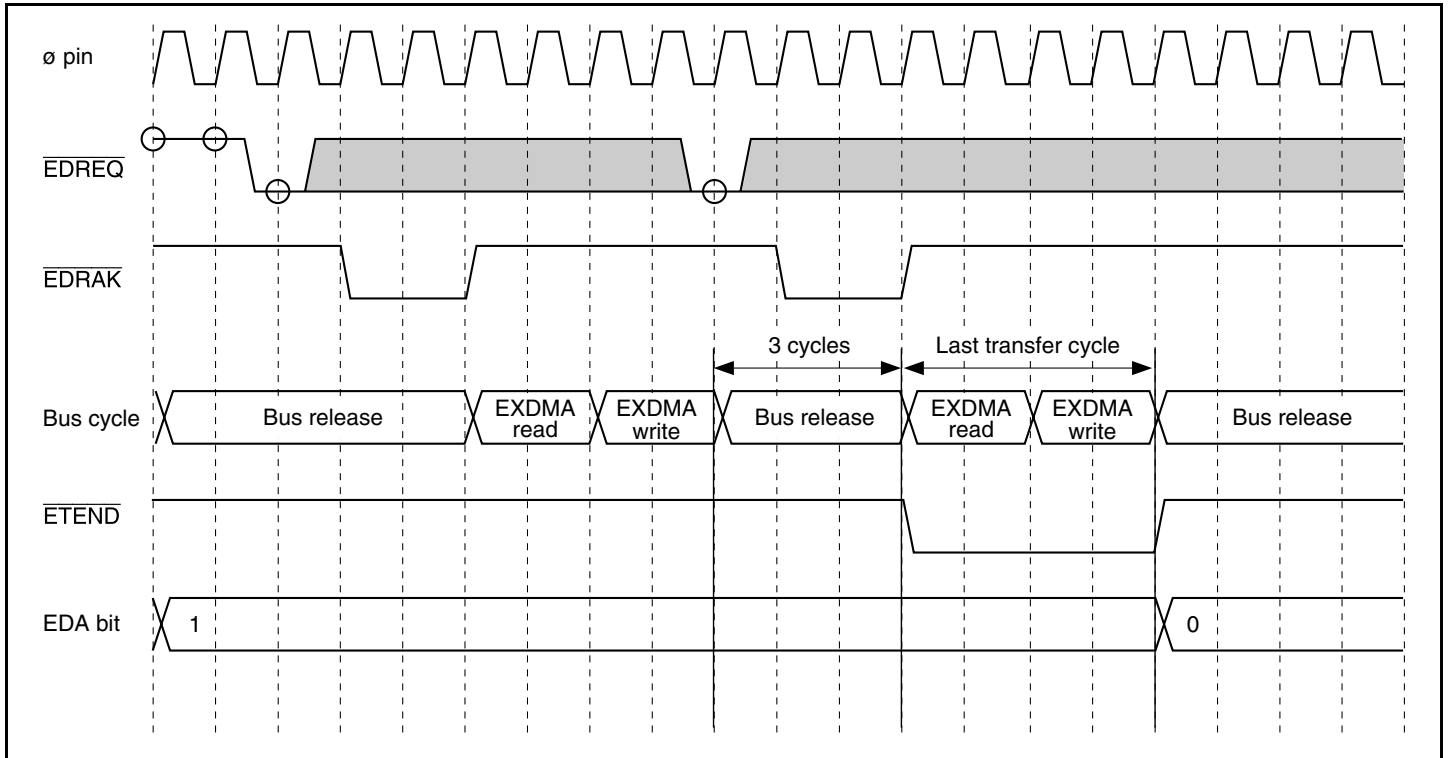 ø pin
EDREQ
EDRAK
3 cycles
Last transfer cycle
Bus cycle
Bus release
EXDMA
read
EXDMA
write
Bus release
EXDMA
read
EXDMA
write
Bus release
ETEND
EDA bit
1
0